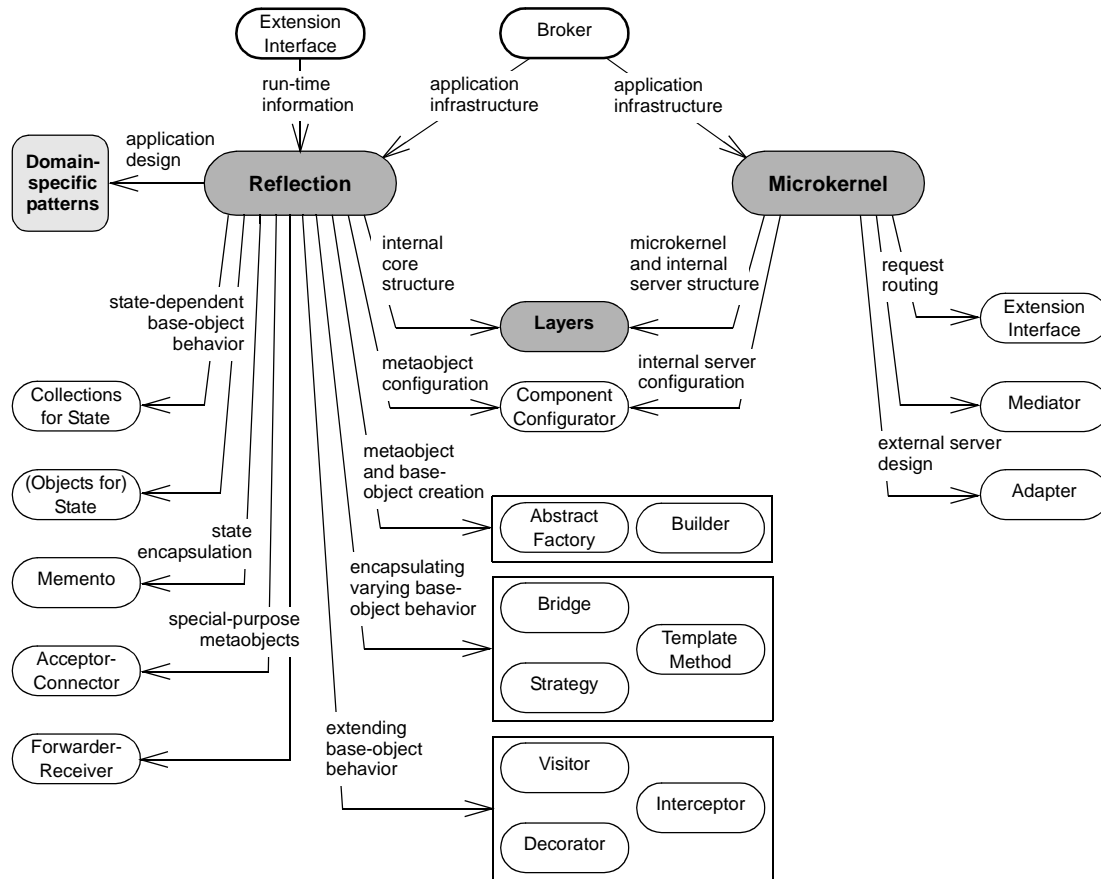 Extension
Interface
Broker
run-time
information
application
infrastructure
application
infrastructure
application
design
Domain-
specific
patterns
Reflection
Microkernel
internal
core
structure
microkernel
and internal
server structure
request
routing
state-dependent
base-object
behavior
Layers
Extension
Interface
metaobject
configuration
internal server
configuration
Collections
for State
Component
Configurator
Mediator
metaobject
and base-
object creation
external server
design
(Objects for)
State
Abstract
Factory
Builder
Adapter
state
encapsulation
Memento
encapsulating
varying base-
object behavior
Bridge
special-purpose
metaobjects
Template
Method
Acceptor-
Connector
Strategy
extending
base-object
behavior
Forwarder-
Receiver
Visitor
Interceptor
Decorator